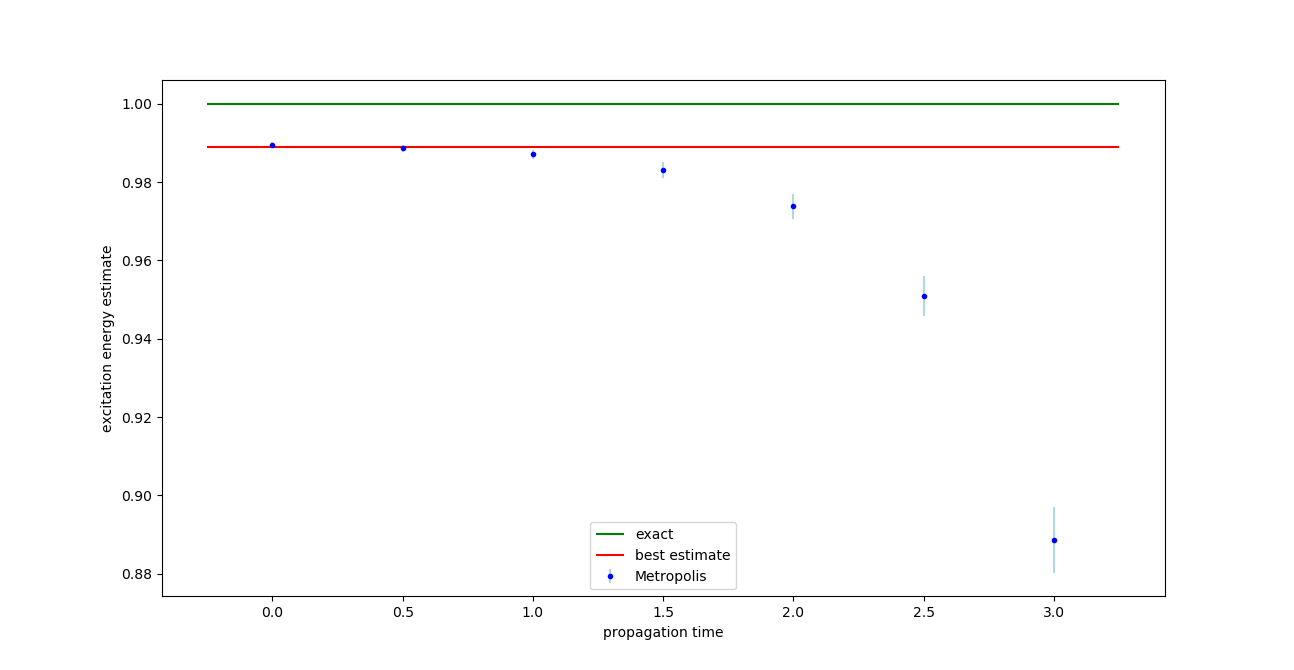 1.00
0.98
0.96
0.94
0.92
0.90
0.88
excitation energy estimate
exact
best estimate
Metropolis
0.0 0.5 1.0 1.5 2.0 2.5 3.0
propagation time